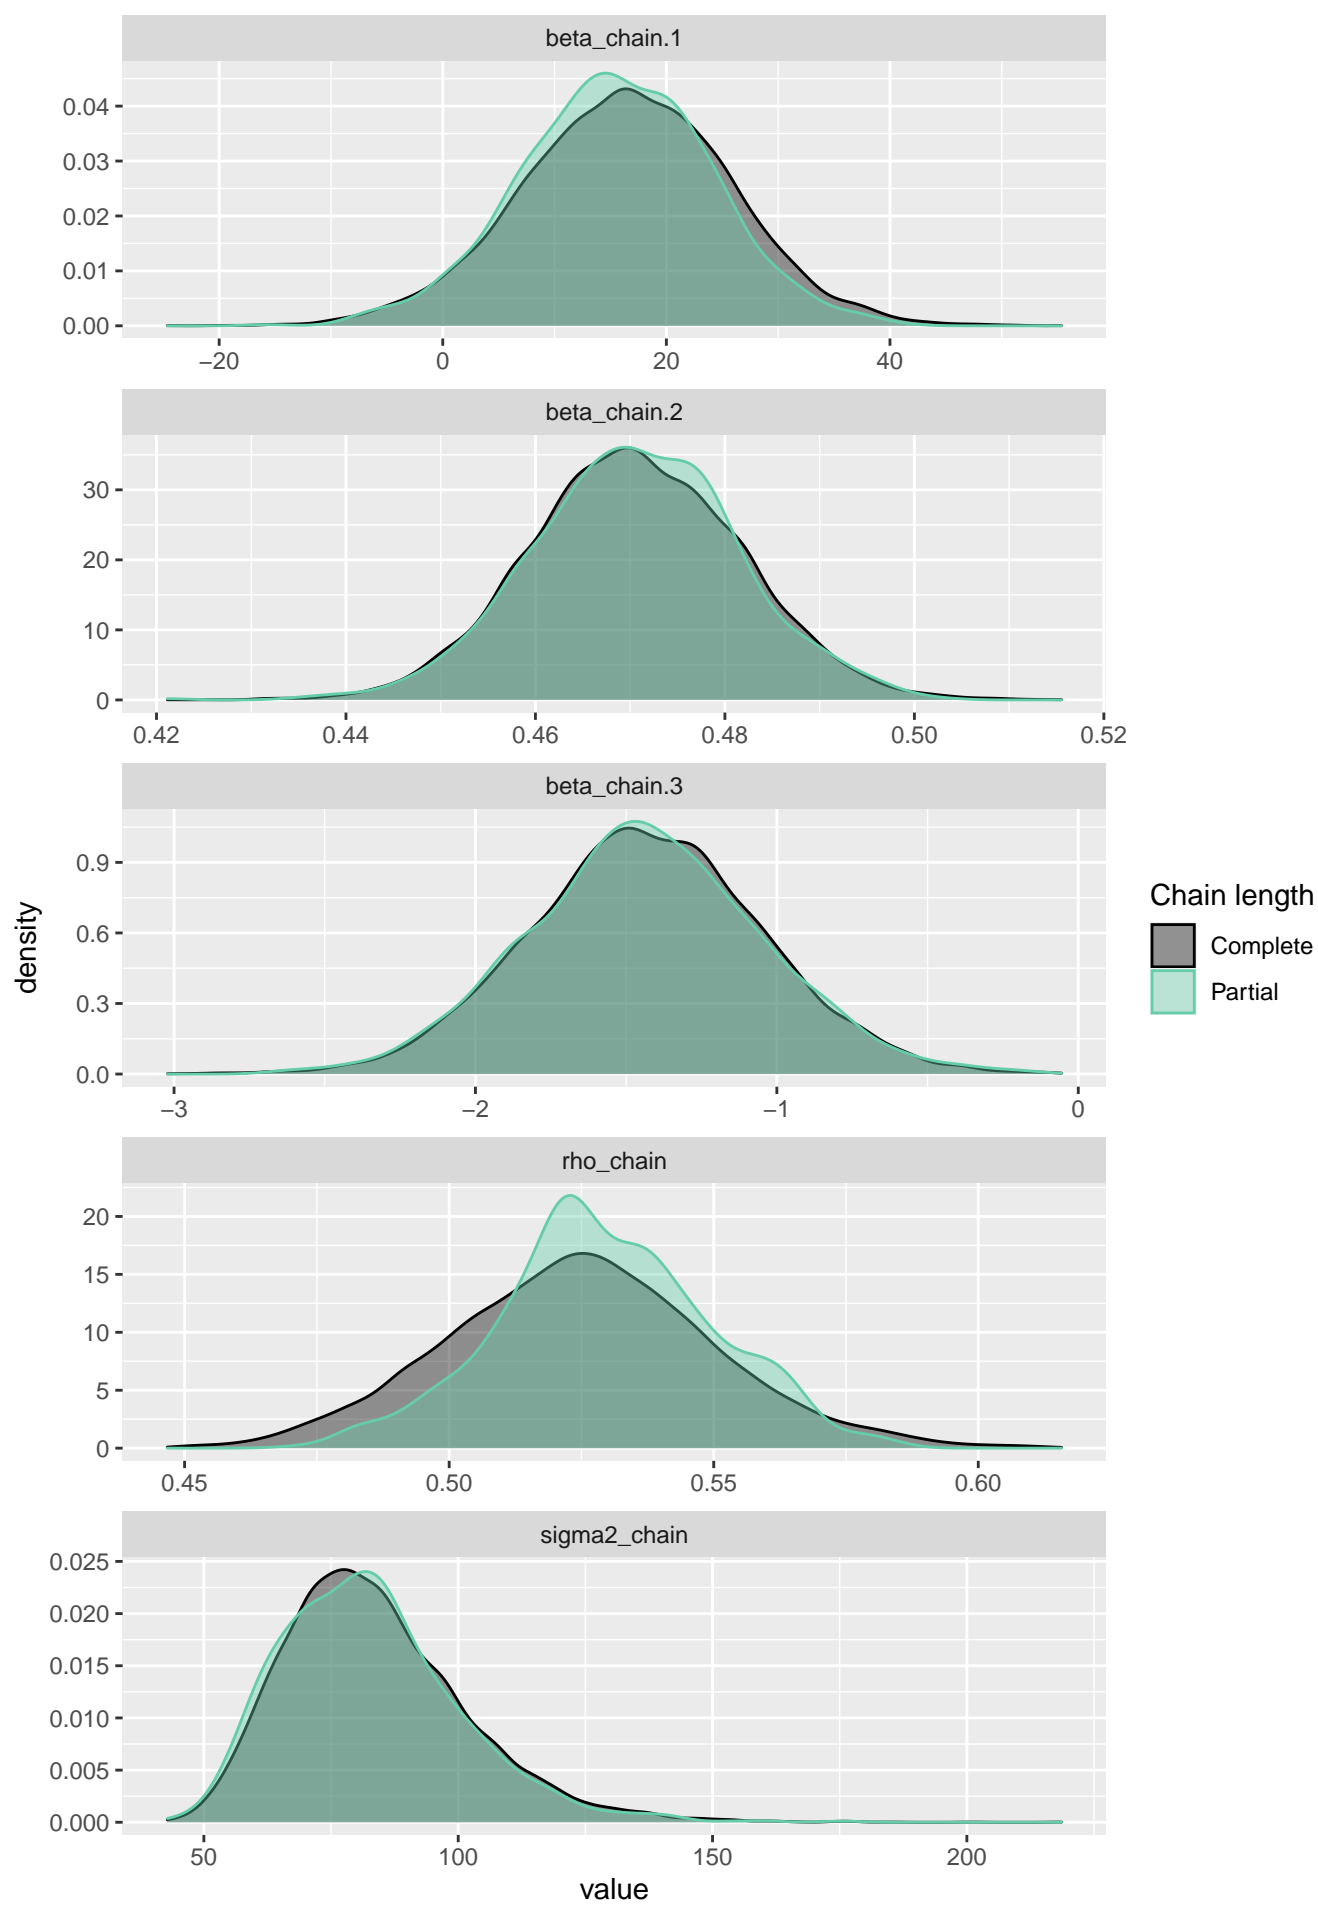 beta_chain.1
0.04
0.03
0.02
0.01
0.00
−20 0 20 40
beta_chain.2
30
20
10
0
0.42 0.44 0.46 0.48 0.50 0.52
beta_chain.3
0.9
0.6
0.3
0.0
−3 −2 −1 0
rho_chain
20
15
10
5
0
0.45 0.50 0.55 0.60
sigma2_chain
0.025
0.020
0.015
0.010
0.005
0.000
50 100 150 200
value
density
Chain length
Complete
Partial